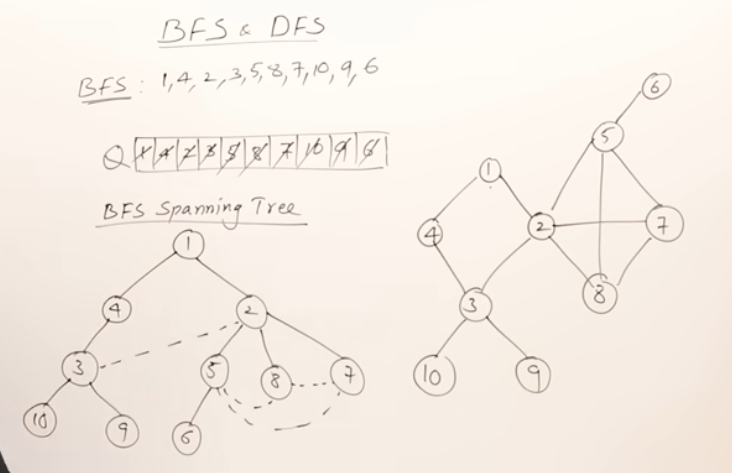 BFS & DFS
BFS : 1, 4, 2, 3, 5, 8, 7, 10, 9, 6
Q 1 4 2 3 5 8 7 10 9 6
BFS Spanning Tree
1
4 2
3 5 8 7
10 9 6
6
5
1
4 2 7
3 8
10 9